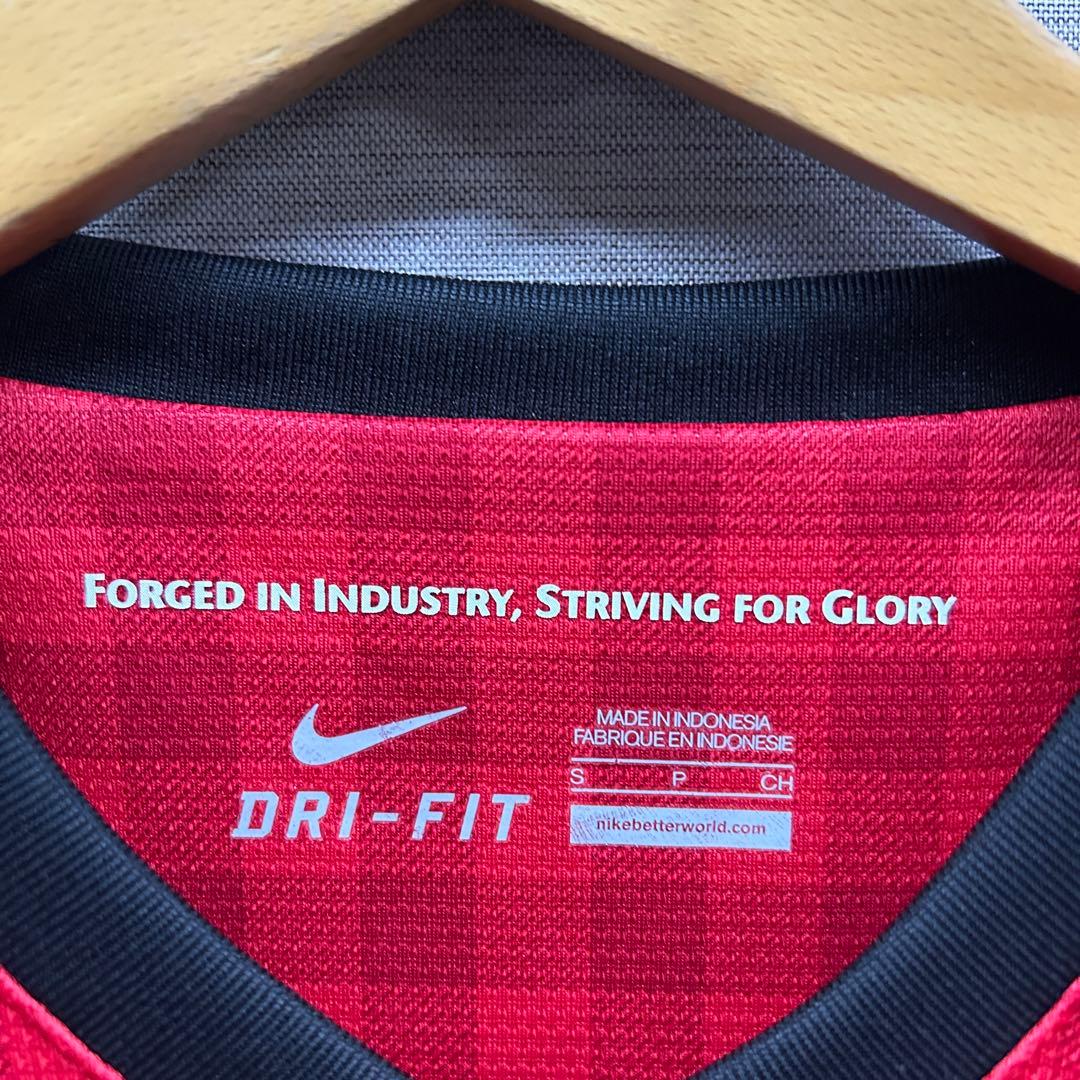 FORGED IN INDUSTRY, STRIVING FOR GLORY
DRI-FIT
MADE IN INDONESIA
FABRIQUE EN INDONESIE
S P CH
nikebetterworld.com